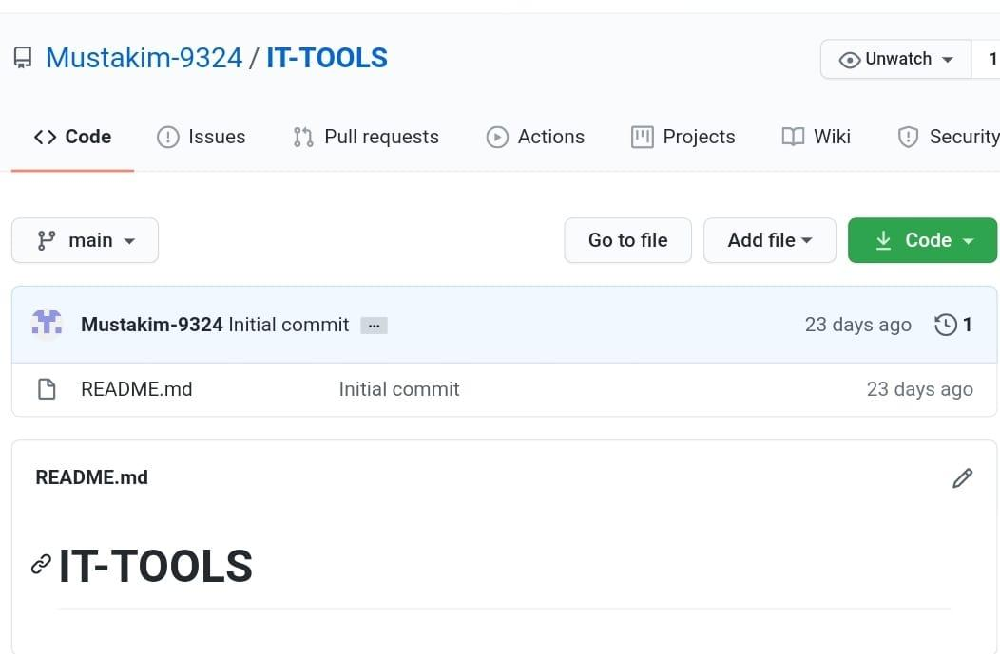 Mustakim-9324 / IT-TOOLS
Unwatch 1
Code Issues Pull requests Actions Projects Wiki Security
main Go to file Add file Code
Mustakim-9324 Initial commit ... 23 days ago 1
README.md Initial commit 23 days ago
README.md
IT-TOOLS